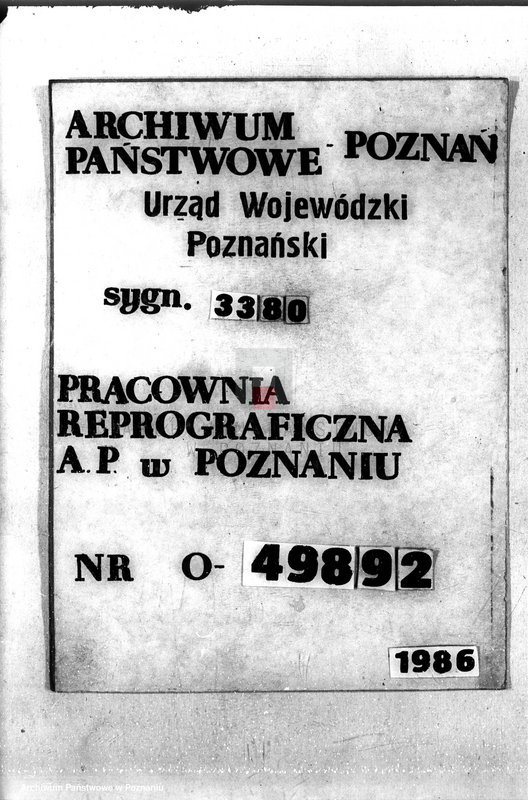 ARCHIWUM
PAŃSTWOWE - POZNAŃ
Urząd Wojewódzki
Poznański
sygn. 3380
PRACOWNIA
REPROGRAFICZNA
A.P. w POZNANIU
NR O- 49892
1986
Archiwum Państwowe w Poznaniu